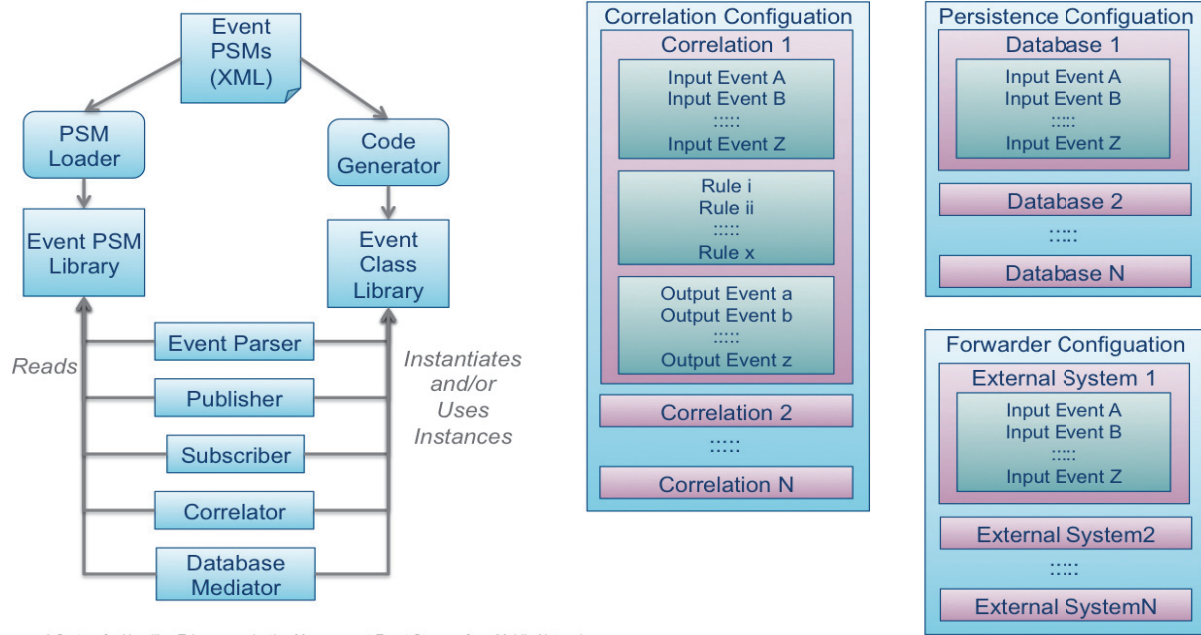 Event
PSMs
(XML)
PSM
Loader
Code
Generator
Event PSM
Library
Event
Class
Library
Reads
Event Parser
Publisher
Subscriber
Correlator
Database
Mediator
Instantiates
and/or
Uses
Instances
Correlation Configuation
Correlation 1
Input Event A
Input Event B
:::::
Input Event Z
Rule i
Rule ii
:::::
Rule x
Output Event a
Output Event b
:::::
Output Event z
Correlation 2
:::::
Correlation N
Persistence Configuation
Database 1
Input Event A
Input Event B
:::::
Input Event Z
Database 2
:::::
Database N
Forwarder Configuation
External System 1
Input Event A
Input Event B
:::::
Input Event Z
External System2
:::::
External SystemN